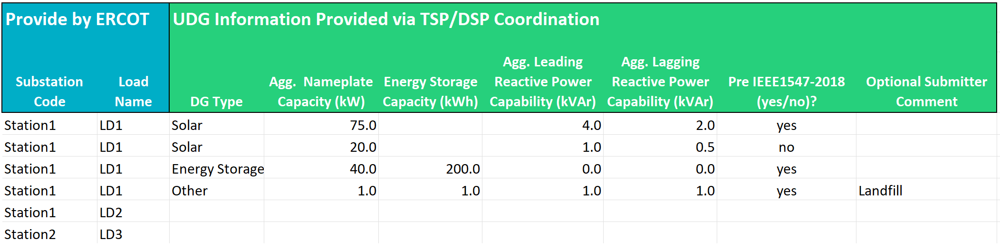 Provide by ERCOT UDG Information Provided via TSP/DSP Coordination
Agg. Leading Agg. Lagging
Substation Load Agg. Nameplate Energy Storage Reactive Power Reactive Power Pre IEEE1547-2018 Optional Submitter
Code Name DG Type Capacity (kW) Capacity (kWh) Capability (kVAr) Capability (kVAr) (yes/no)? Comment
Station1 LD1 Solar 75.0 4.0 2.0 yes
Station1 LD1 Solar 20.0 1.0 0.5 no
Station1 LD1 Energy Storage 40.0 200.0 0.0 0.0 yes
Station1 LD1 Other 1.0 1.0 1.0 1.0 yes Landfill
Station1 LD2
Station2 LD3